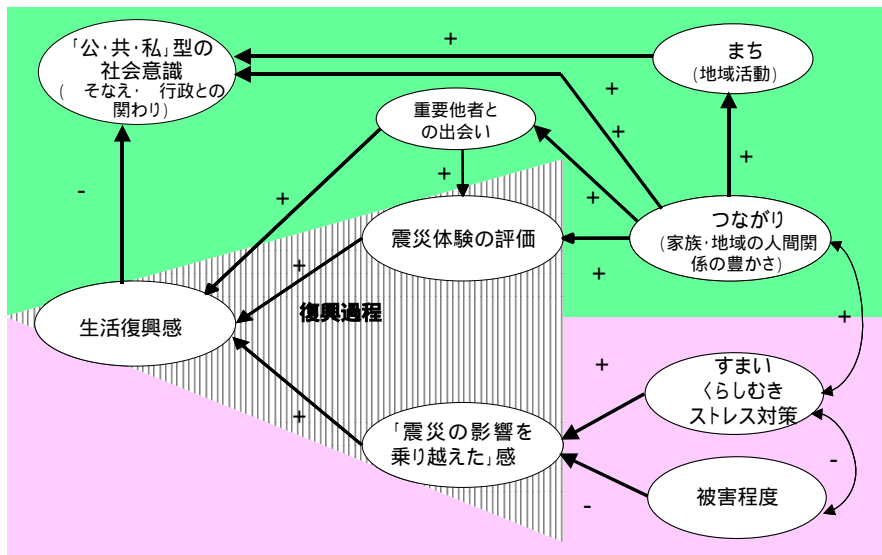 「公・共・私」型の
社会意識
(　そなえ・　行政との
関わり)
+
まち
(地域活動)
+
重要他者と
の出会い
+
+
-
+
+
+
つながり
(家族・地域の人間関
係の豊かさ)
震災体験の評価
+
+
復興過程
生活復興感
+
+
すまい
くらしむき
ストレス対策
+
「震災の影響を
乗り越えた」感
-
被害程度
-